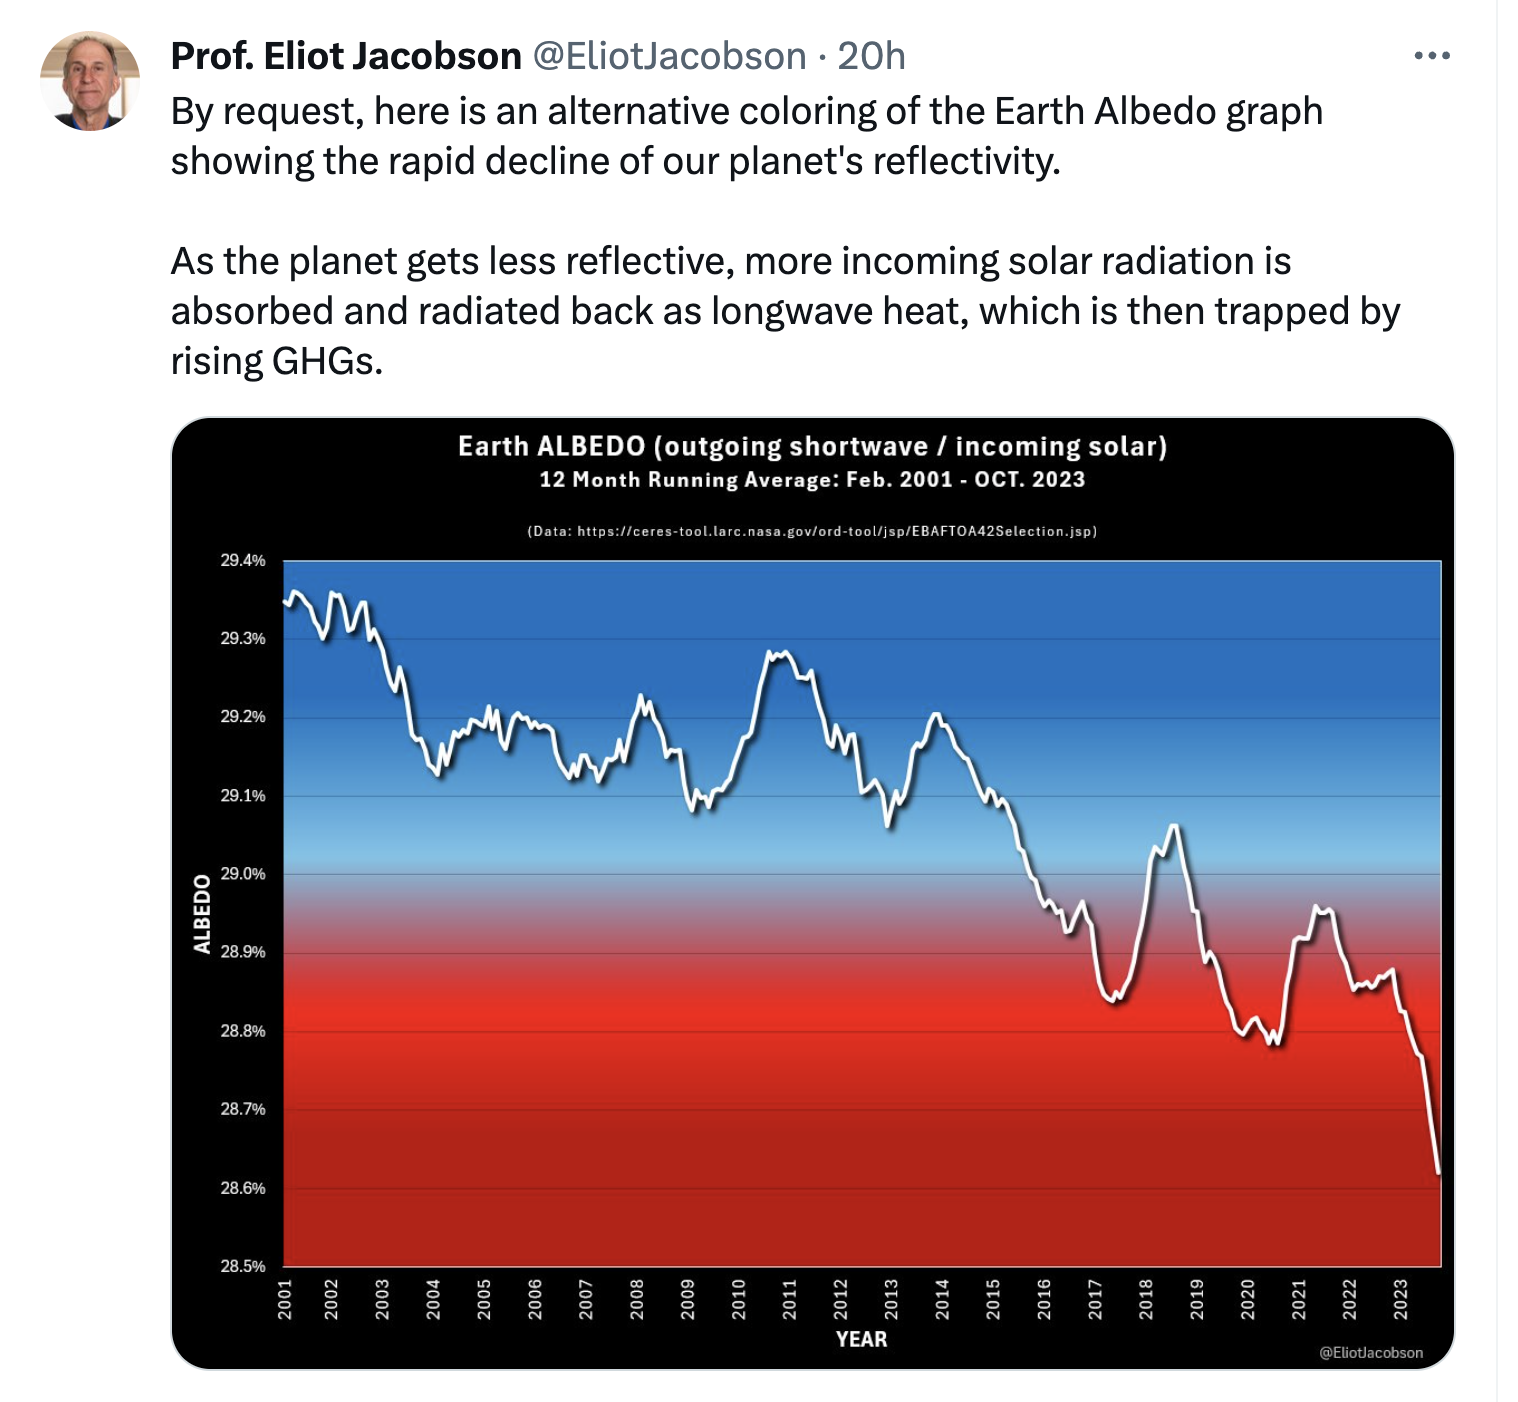 Prof. Eliot Jacobson @EliotJacobson · 20h
By request, here is an alternative coloring of the Earth Albedo graph
showing the rapid decline of our planet's reflectivity.
As the planet gets less reflective, more incoming solar radiation is
absorbed and radiated back as longwave heat, which is then trapped by
rising GHGs.
Earth ALBEDO (outgoing shortwave / incoming solar)
12 Month Running Average: Feb. 2001 - OCT. 2023
(Data: https://ceres-tool.larc.nasa.gov/ord-tool/jsp/EBAFTOA42Selection.jsp)
29.4%
29.3%
29.2%
29.1%
29.0%
28.9%
28.8%
28.7%
28.6%
28.5%
ALBEDO
2001 2002 2003 2004 2005 2006 2007 2008 2009 2010 2011 2012 2013 2014 2015 2016 2017 2018 2019 2020 2021 2022 2023
YEAR
@EliotJacobson